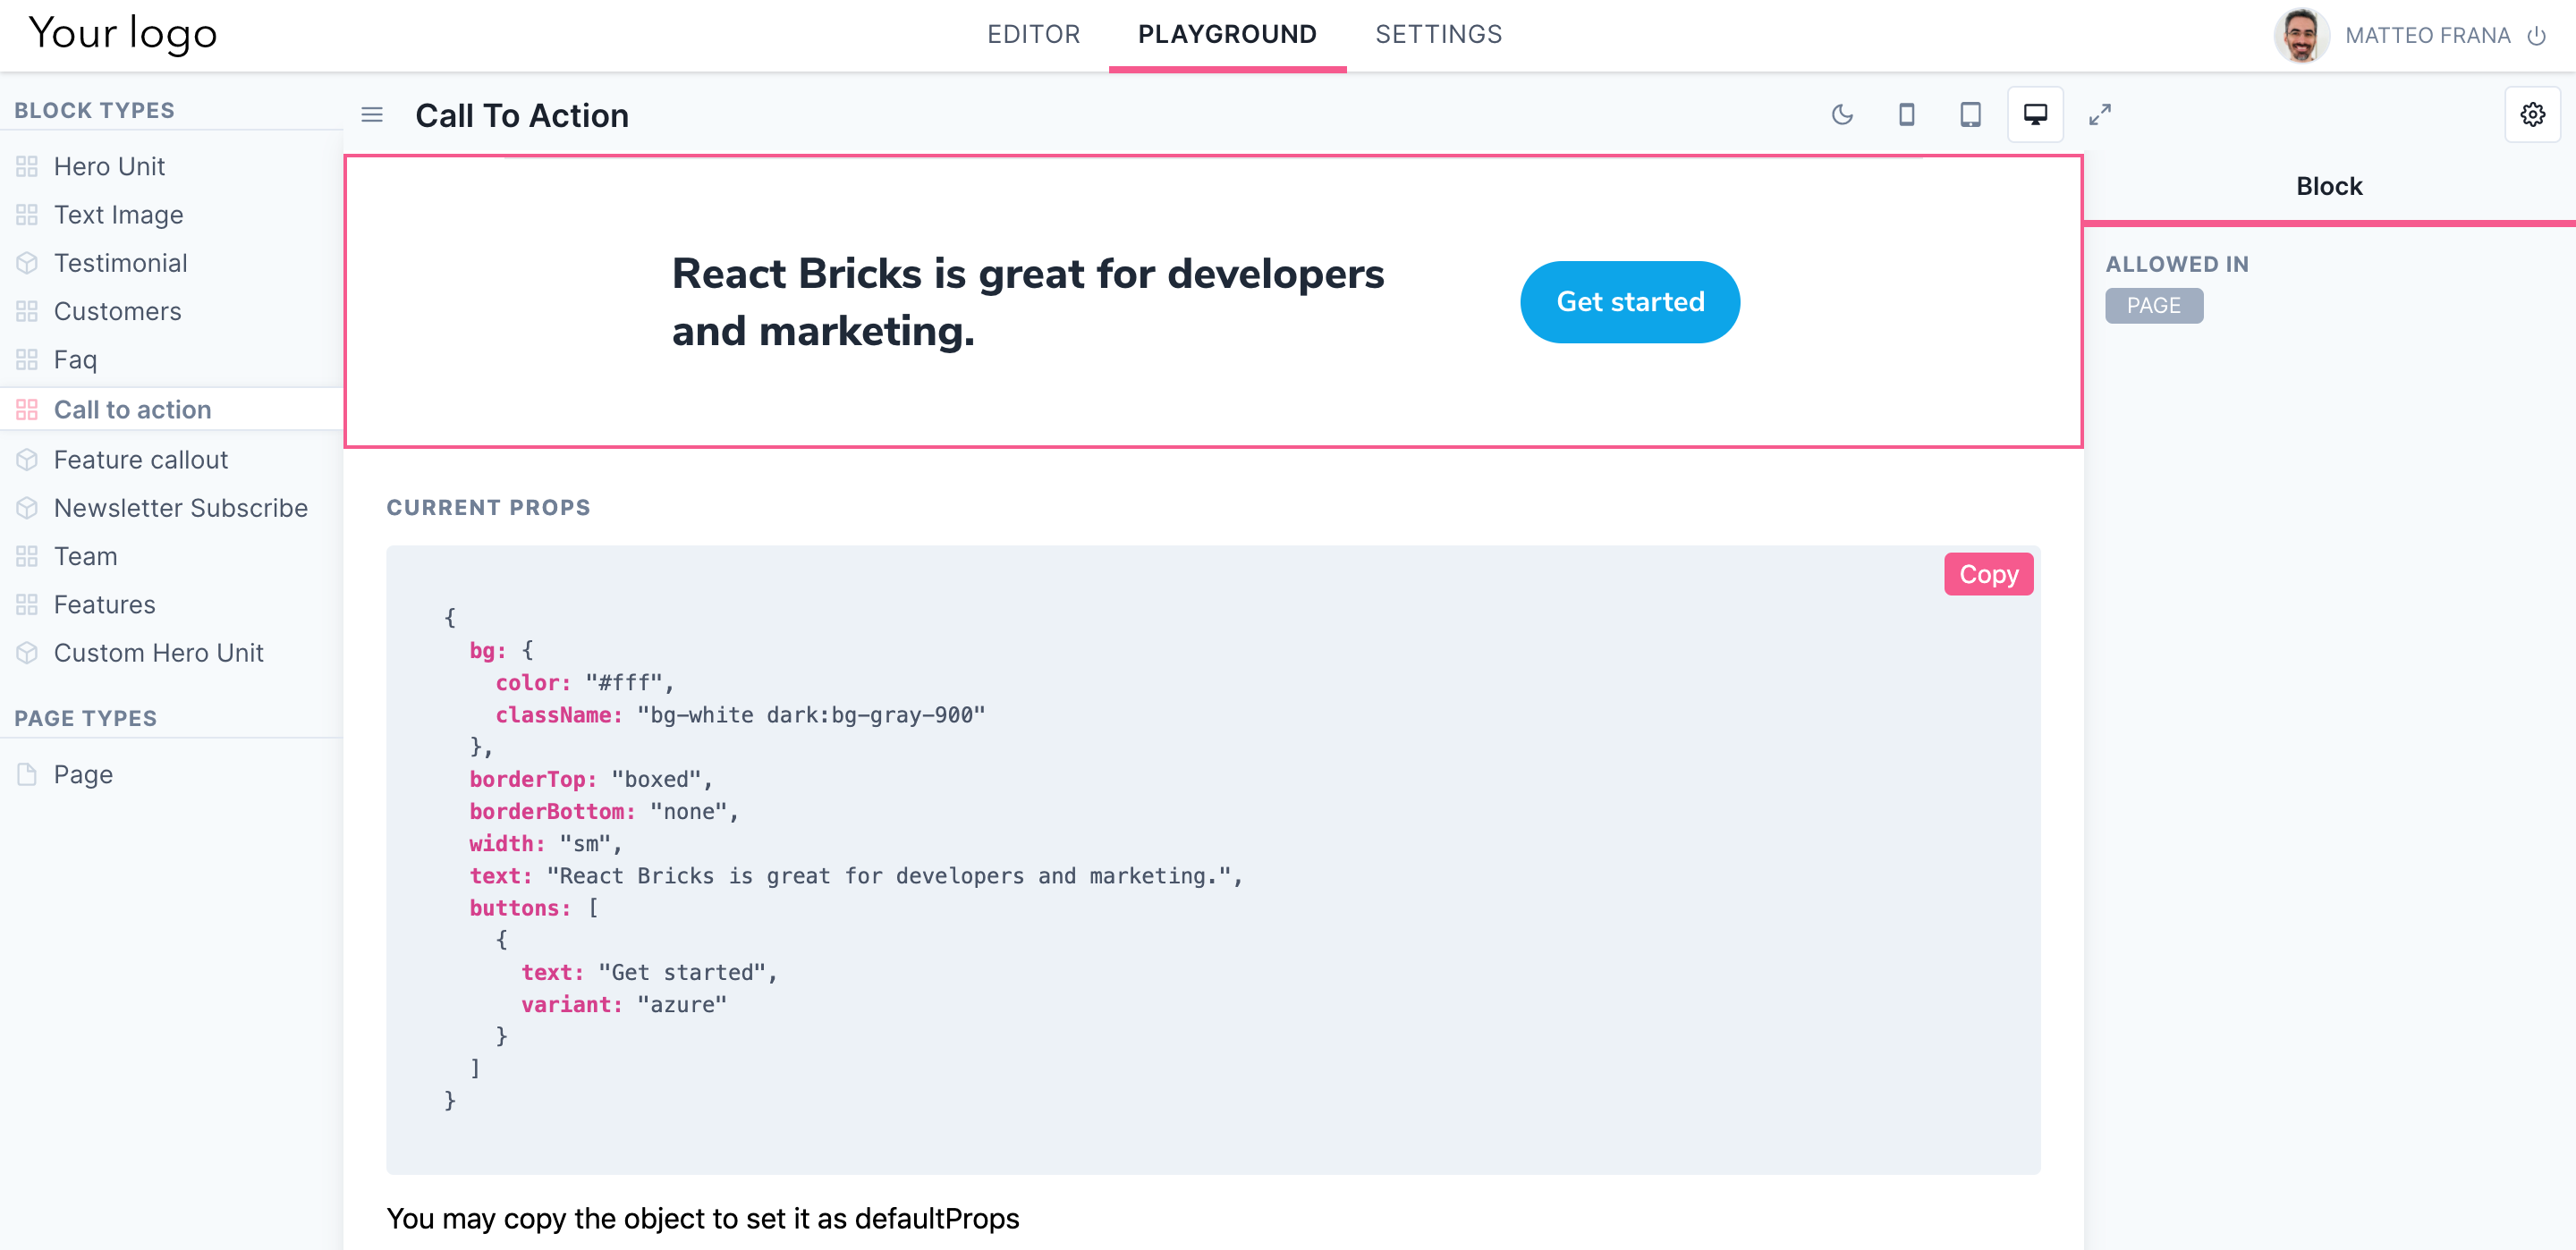 Your logo
EDITOR
PLAYGROUND
SETTINGS
MATTEO FRANA
BLOCK TYPES
Hero Unit
Text Image
Testimonial
Customers
Faq
Call to action
Feature callout
Newsletter Subscribe
Team
Features
Custom Hero Unit
PAGE TYPES
Page
Call To Action
React Bricks is great for developers
and marketing.
Get started
CURRENT PROPS
Copy
{
  bg: {
    color: "#fff",
    className: "bg-white dark:bg-gray-900"
  },
  borderTop: "boxed",
  borderBottom: "none",
  width: "sm",
  text: "React Bricks is great for developers and marketing.",
  buttons: [
    {
      text: "Get started",
      variant: "azure"
    }
  ]
}
You may copy the object to set it as defaultProps
Block
ALLOWED IN
PAGE